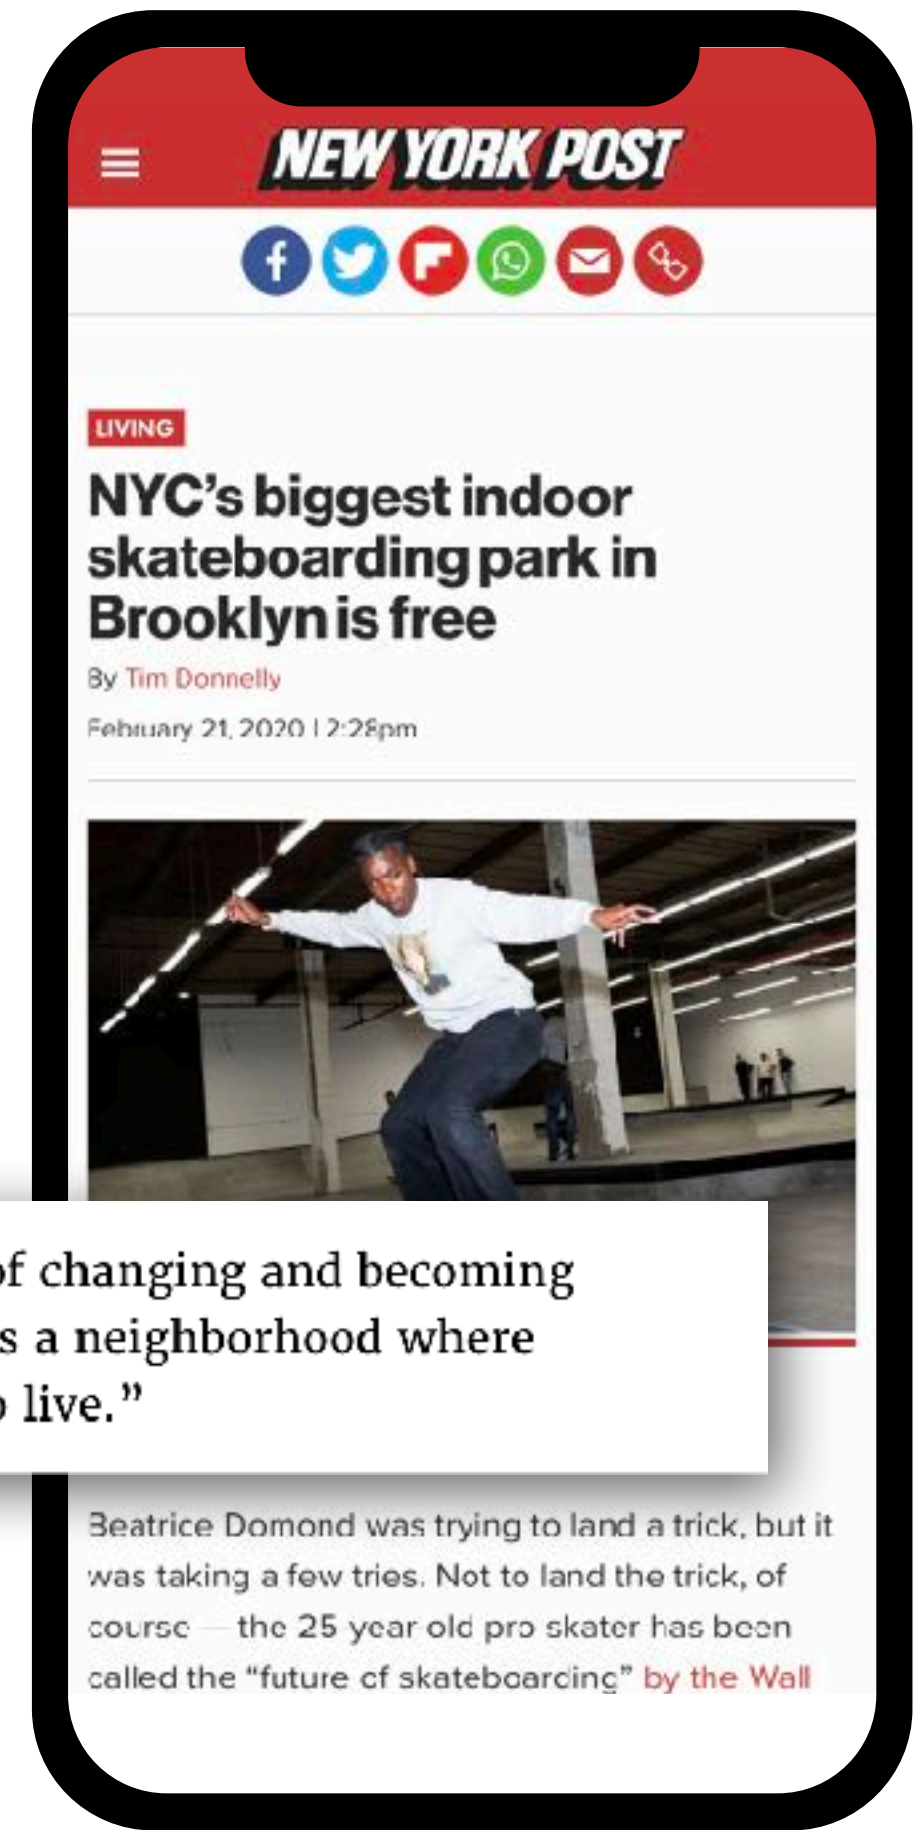 NEW YORK POST
LIVING
NYC's biggest indoor
skateboarding park in
Brooklyn is free
By Tim Donnelly
February 21, 2020 | 2:28pm
of changing and becoming
s a neighborhood where
live.”
Beatrice Domond was trying to land a trick, but it
was taking a few tries. Not to land the trick, of
course — the 25 year old pro skater has been
called the “future of skateboarding” by the Wall